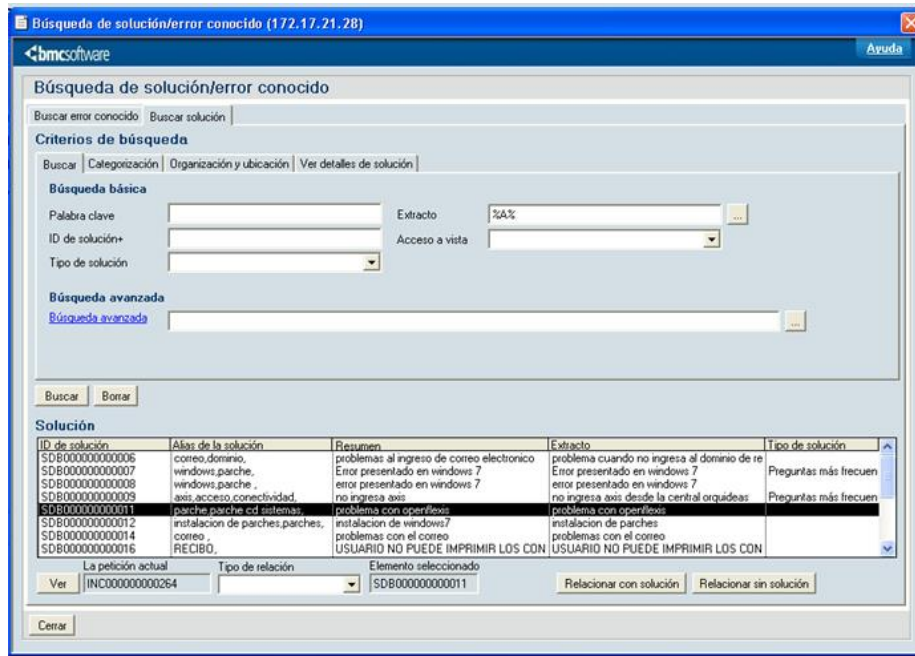 Búsqueda de solución/error conocido (172.17.21.28)
bmcsoftware Ayuda
Búsqueda de solución/error conocido
Buscar error conocido Buscar solución
Criterios de búsqueda
Buscar Categorización Organización y ubicación Ver detalles de solución
Búsqueda básica
Palabra clave Extracto %A% ...
ID de solución+ Acceso a vista
Tipo de solución
Búsqueda avanzada
Búsqueda avanzada ...
Buscar Borrar
Solución
ID de solución Alias de la solución Resumen Extracto Tipo de solución
SDB000000000006 correo,dominio, problemas al ingreso de correo electronico problema cuando no ingresa al dominio de re
SDB000000000007 windows,parche, Error presentado en windows 7 Error presentado en windows 7 Preguntas más frecuen
SDB000000000008 windows,parche , error presentado en windows 7 error presentado en windows 7
SDB000000000009 axis,acceso,conectividad, no ingresa axis no ingresa axis desde la central orquideas Preguntas más frecuen
SDB000000000011 parche,parche cd sistemas, problema con openflexis problema con openflexis
SDB000000000012 instalacion de parches,parches, instalacion de windows7 instalacion de parches
SDB000000000014 correo , problemas con el correo problemas con el correo
SDB000000000016 RECIBO, USUARIO NO PUEDE IMPRIMIR LOS CON USUARIO NO PUEDE IMPRIMIR LOS CON
La petición actual Tipo de relación Elemento seleccionado
Ver INC000000000264 SDB000000000011 Relacionar con solución Relacionar sin solución
Cerrar